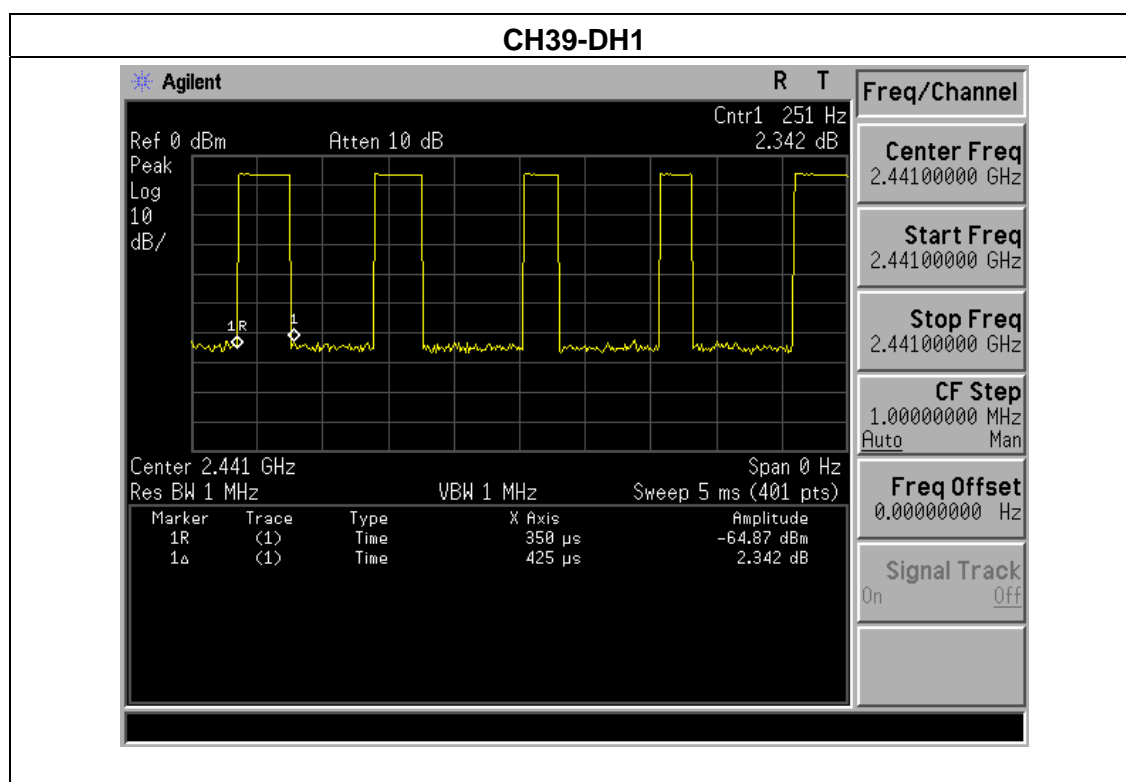 CH39-DH1
Agilent
R T
Cntr1 251 Hz
Ref 0 dBm Atten 10 dB 2.342 dB
Peak
Log
10
dB/
1R
1
Center 2.441 GHz Span 0 Hz
Res BW 1 MHz VBW 1 MHz Sweep 5 ms (401 pts)
Marker Trace Type X Axis Amplitude
1R (1) Time 350 µs -64.87 dBm
1Δ (1) Time 425 µs 2.342 dB
Freq/Channel
Center Freq
2.44100000 GHz
Start Freq
2.44100000 GHz
Stop Freq
2.44100000 GHz
CF Step
1.00000000 MHz
Auto Man
Freq Offset
0.00000000 Hz
Signal Track
On Off